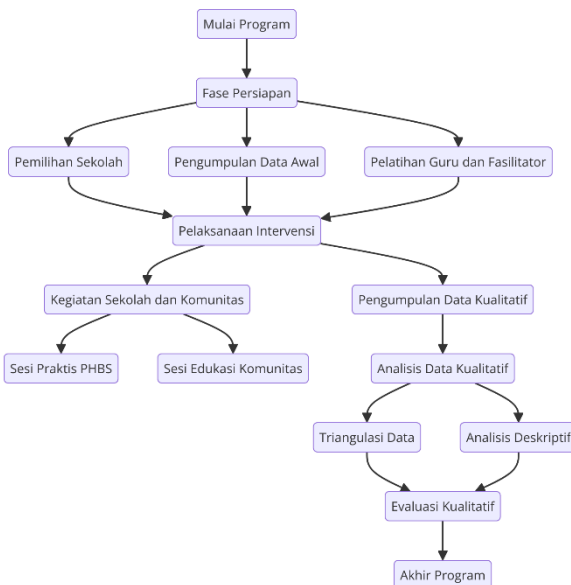 Mulai Program
Fase Persiapan
Pemilihan Sekolah
Pengumpulan Data Awal
Pelatihan Guru dan Fasilitator
Pelaksanaan Intervensi
Kegiatan Sekolah dan Komunitas
Pengumpulan Data Kualitatif
Sesi Praktis PHBS
Sesi Edukasi Komunitas
Analisis Data Kualitatif
Triangulasi Data
Analisis Deskriptif
Evaluasi Kualitatif
Akhir Program